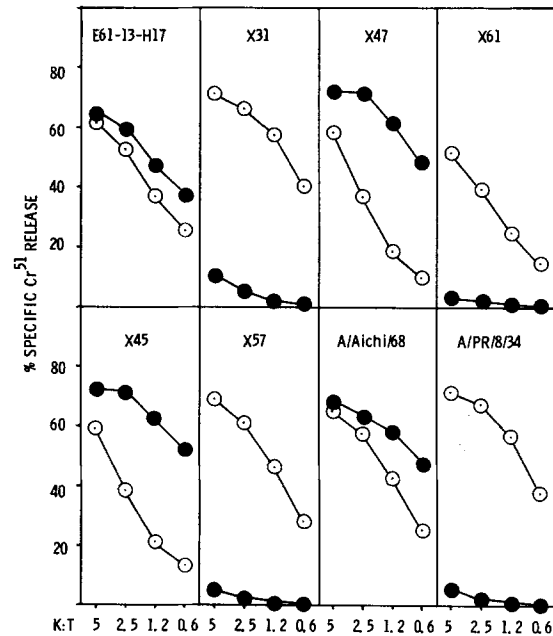 E61-13-H17
X31
X47
X61
80
60
40
20
% SPECIFIC Cr51 RELEASE
X45
X57
A/Aichi/68
A/PR/8/34
80
60
40
20
K:T 5 2,5 1,2 0,6 5 2,5 1,2 0,6 5 2,5 1,2 0,6 5 2,5 1,2 0,6